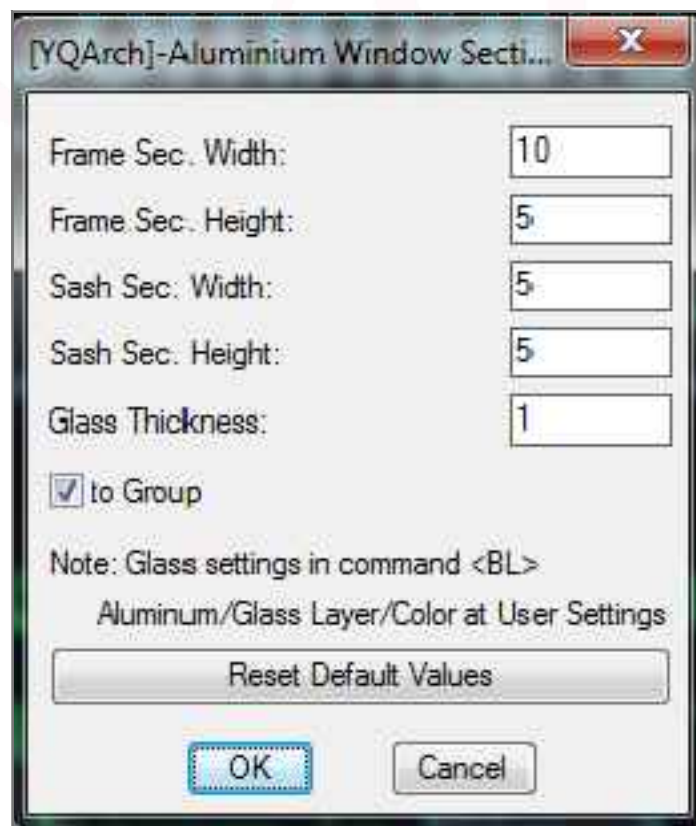 [YQArch]-Aluminium Window Secti...
Frame Sec. Width: 10
Frame Sec. Height: 5
Sash Sec. Width: 5
Sash Sec. Height: 5
Glass Thickness: 1
to Group
Note: Glass settings in command <BL>
Aluminum/Glass Layer/Color at User Settings
Reset Default Values
OK Cancel